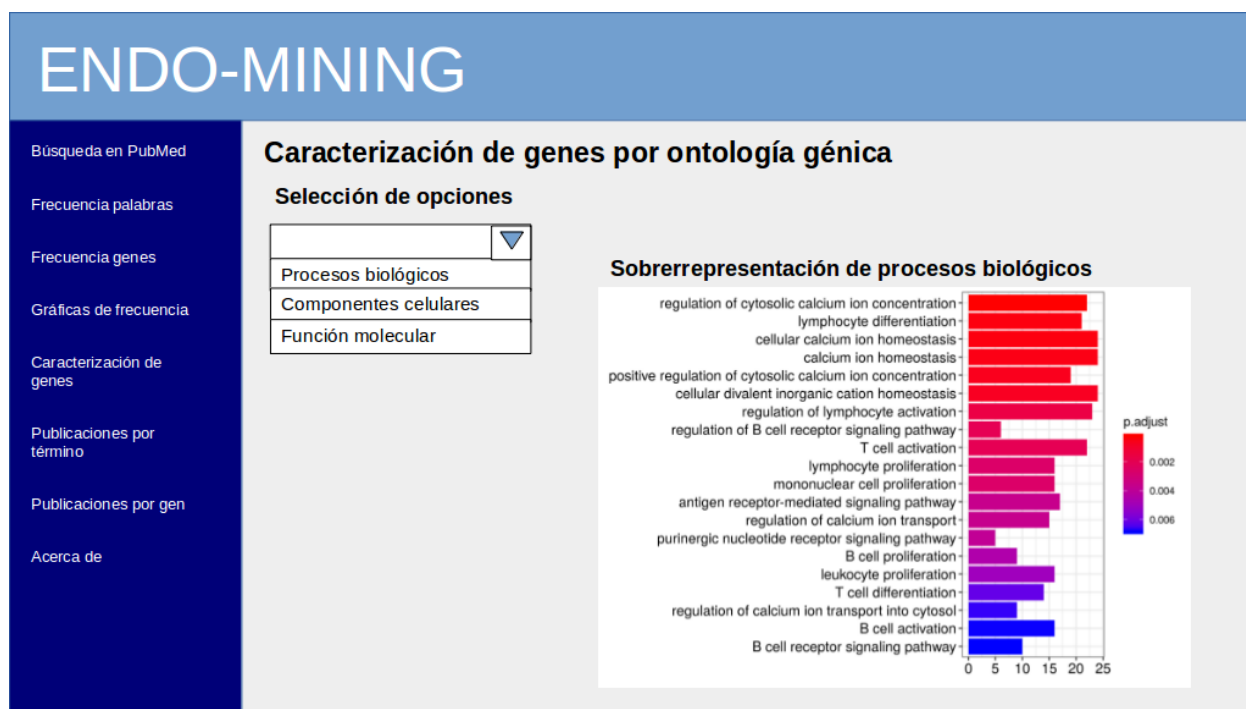 ENDO-MINING
Búsqueda en PubMed
Frecuencia palabras
Frecuencia genes
Gráficas de frecuencia
Caracterización de
genes
Publicaciones por
término
Publicaciones por gen
Acerca de
Caracterización de genes por ontología génica
Selección de opciones
Procesos biológicos
Componentes celulares
Función molecular
Sobrerrepresentación de procesos biológicos
regulation of cytosolic calcium ion concentration
lymphocyte differentiation
cellular calcium ion homeostasis
calcium ion homeostasis
positive regulation of cytosolic calcium ion concentration
cellular divalent inorganic cation homeostasis
regulation of lymphocyte activation
regulation of B cell receptor signaling pathway
T cell activation
lymphocyte proliferation
mononuclear cell proliferation
antigen receptor-mediated signaling pathway
regulation of calcium ion transport
purinergic nucleotide receptor signaling pathway
B cell proliferation
leukocyte proliferation
T cell differentiation
regulation of calcium ion transport into cytosol
B cell activation
B cell receptor signaling pathway
0 5 10 15 20 25
p.adjust
0.002
0.004
0.006